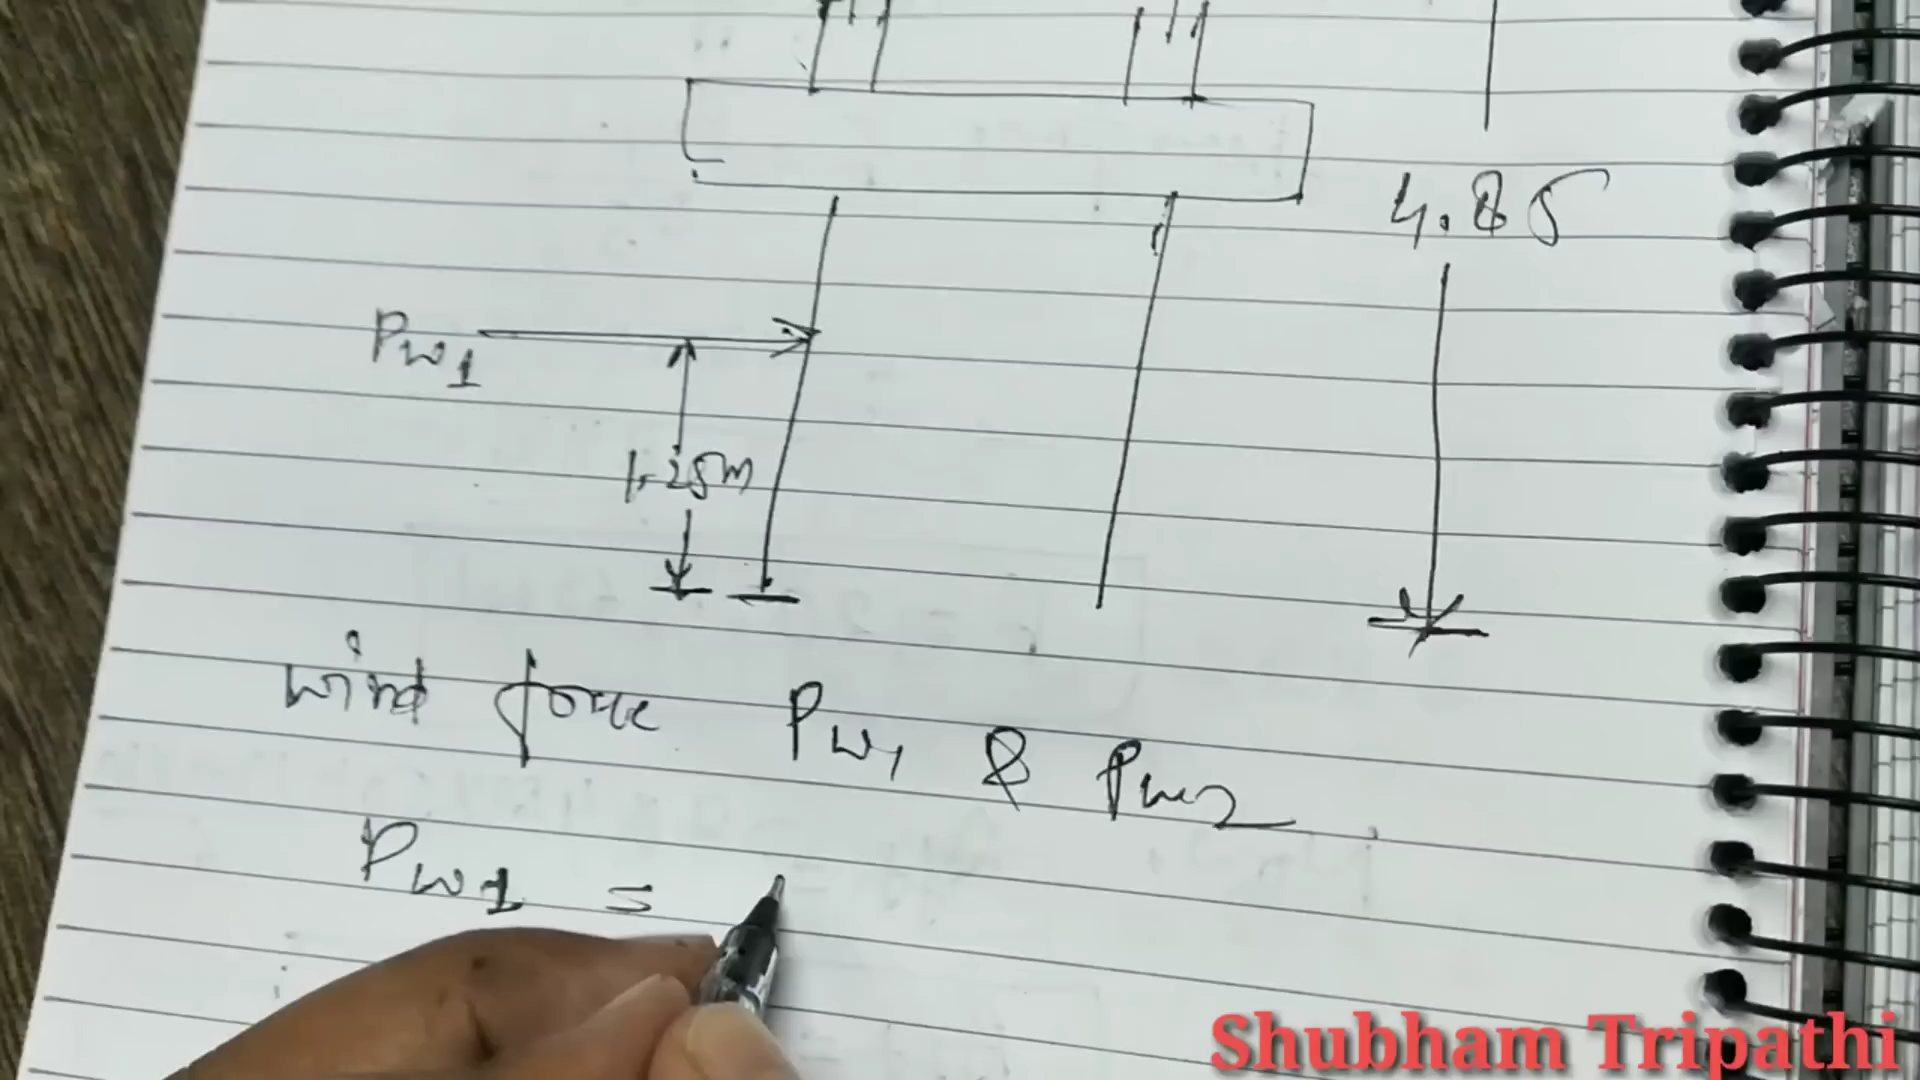 4.85
Pw1
1.25m
wind force Pw1 & Pw2
Pw1 =
Shubham Tripathi